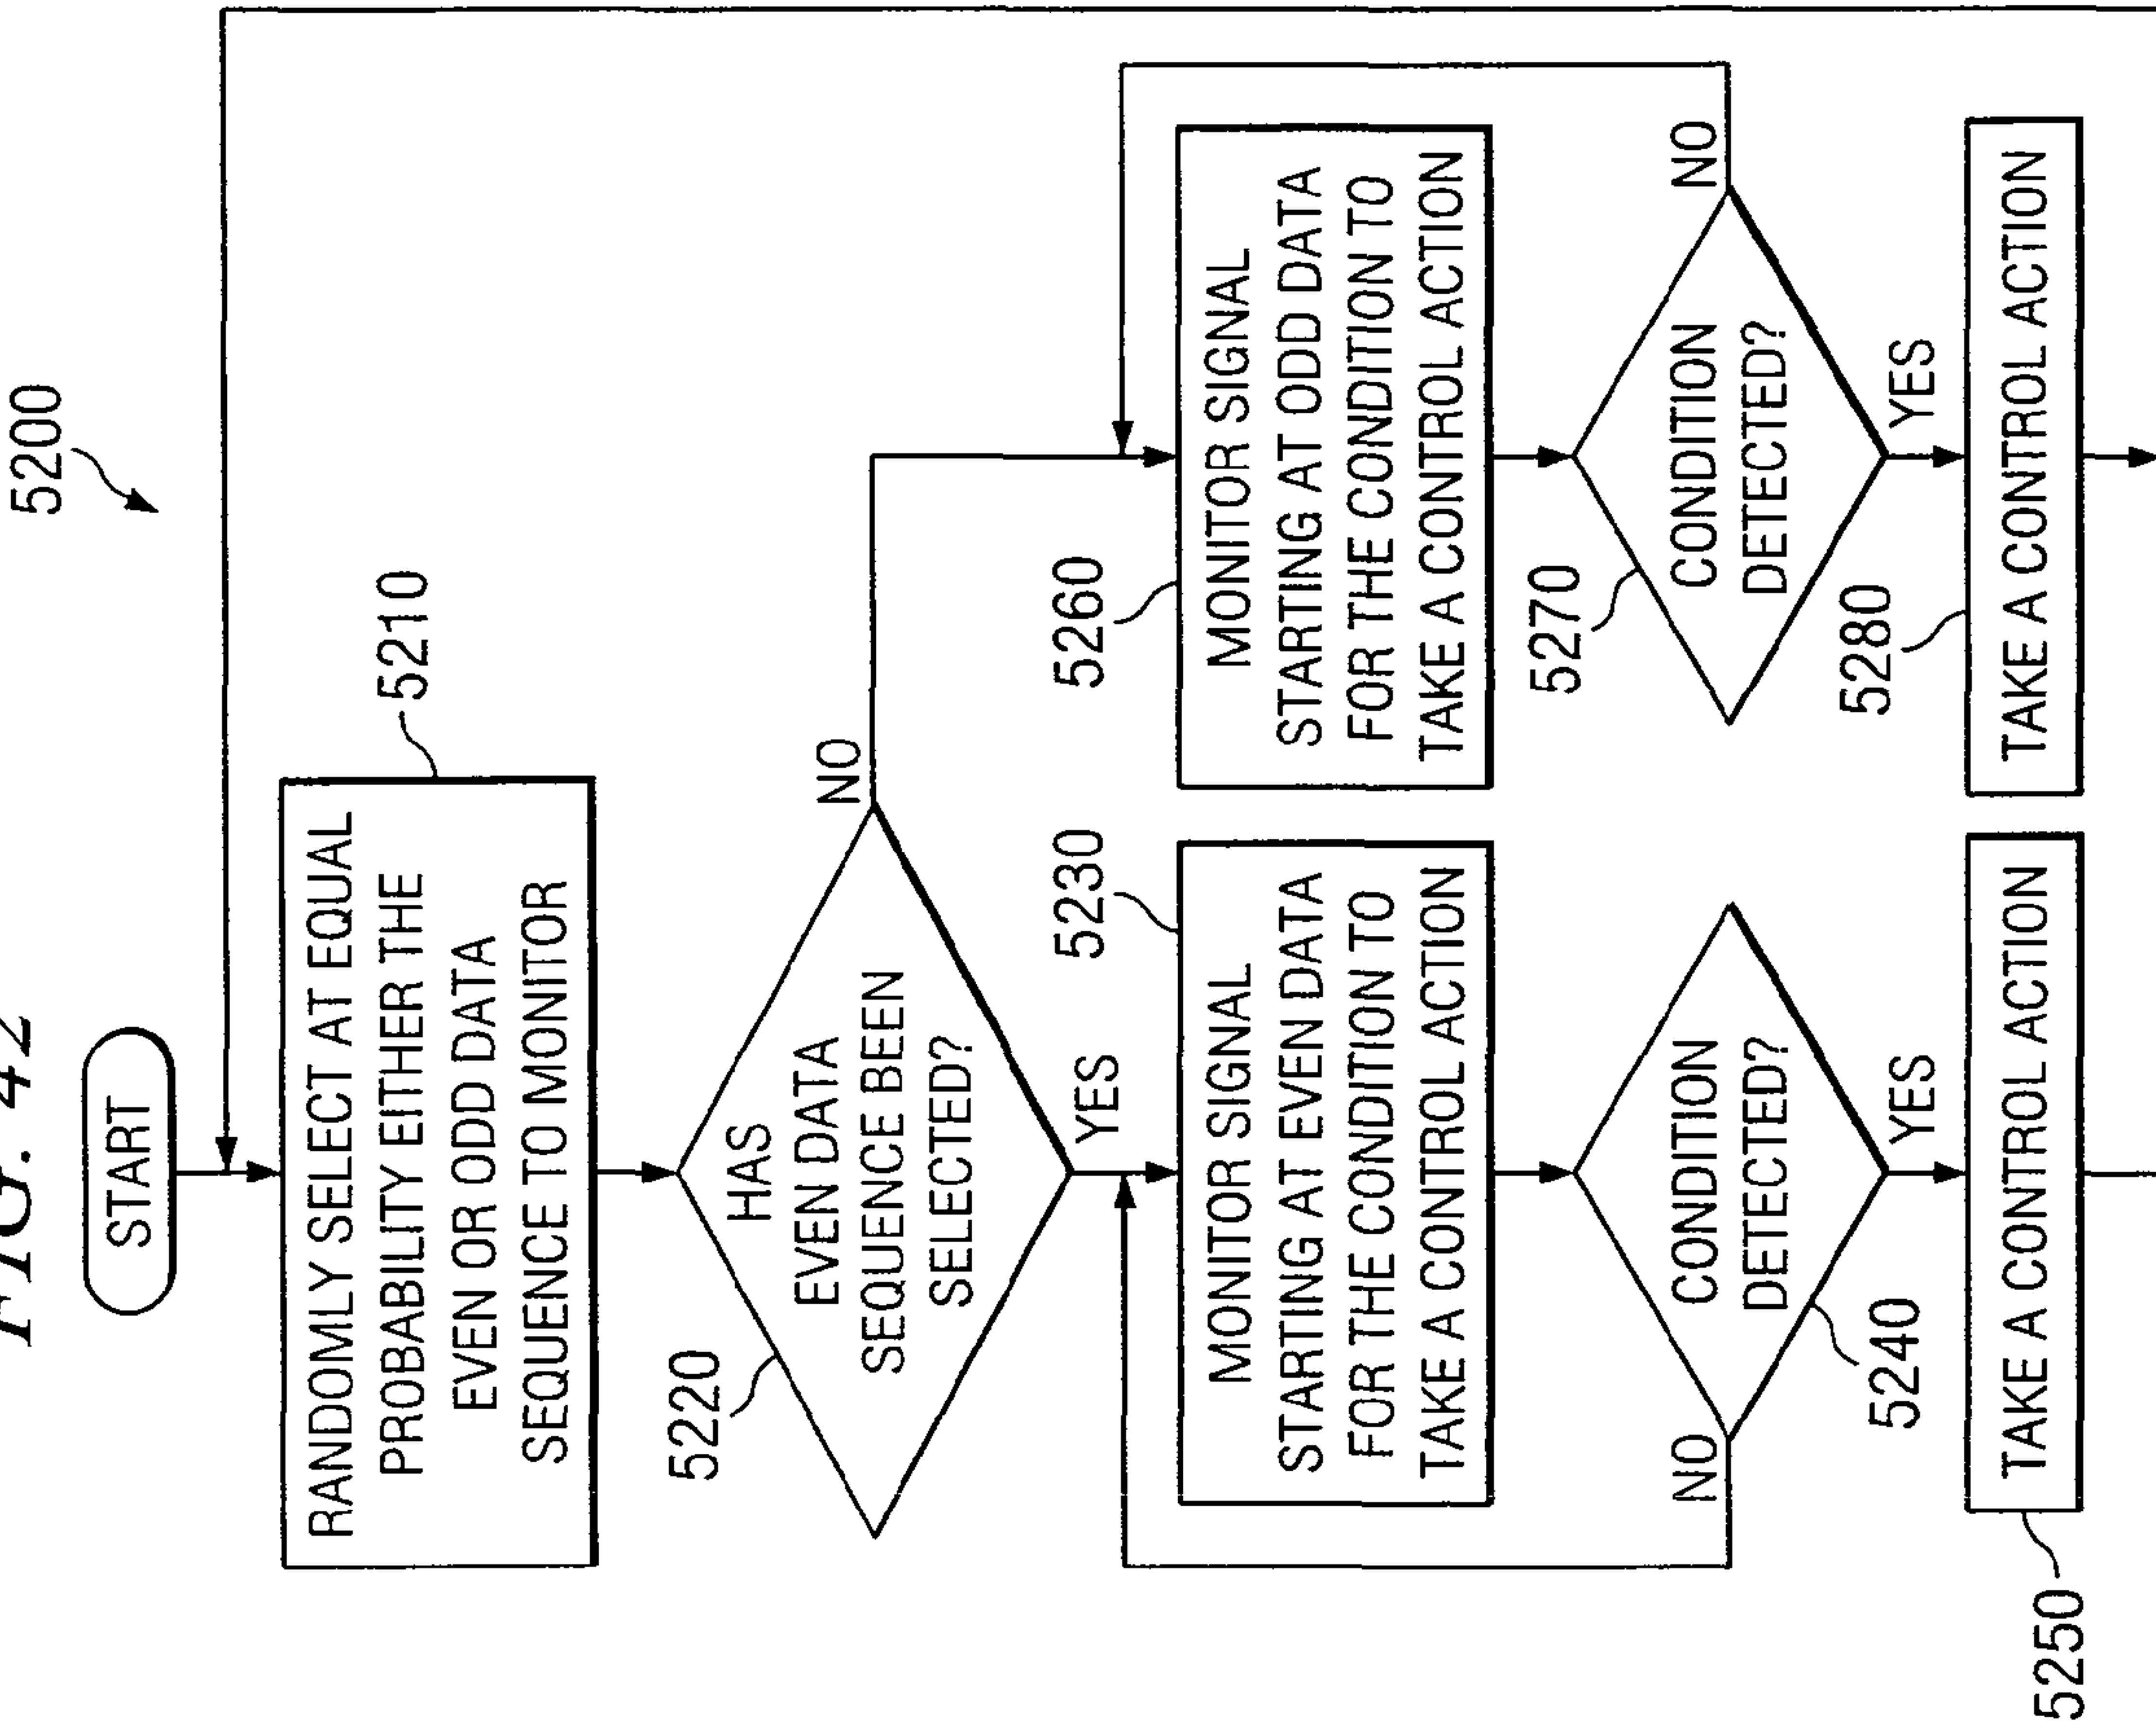 FIG. 42
5200
START
RANDOMLY SELECT AT EQUAL
PROBABILITY EITHER THE
EVEN OR ODD DATA
SEQUENCE TO MONITOR
5210
HAS
EVEN DATA
SEQUENCE BEEN
SELECTED?
5220
NO
YES
5230
MONITOR SIGNAL
STARTING AT EVEN DATA
FOR THE CONDITION TO
TAKE A CONTROL ACTION
5260
MONITOR SIGNAL
STARTING AT ODD DATA
FOR THE CONDITION TO
TAKE A CONTROL ACTION
NO
CONDITION
DETECTED?
5240
YES
5270
CONDITION
DETECTED?
NO
YES
5250
TAKE A CONTROL ACTION
5280
TAKE A CONTROL ACTION